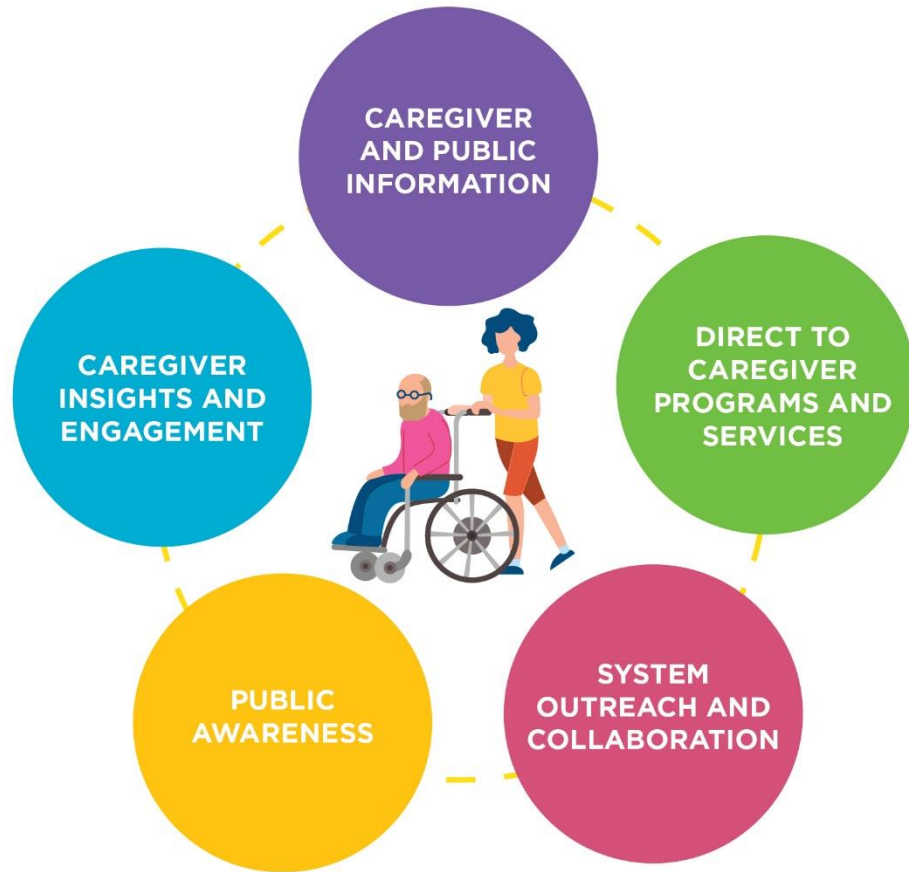 CAREGIVER
AND PUBLIC
INFORMATION
DIRECT TO
CAREGIVER
PROGRAMS AND
SERVICES
SYSTEM
OUTREACH AND
COLLABORATION
PUBLIC
AWARENESS
CAREGIVER
INSIGHTS AND
ENGAGEMENT